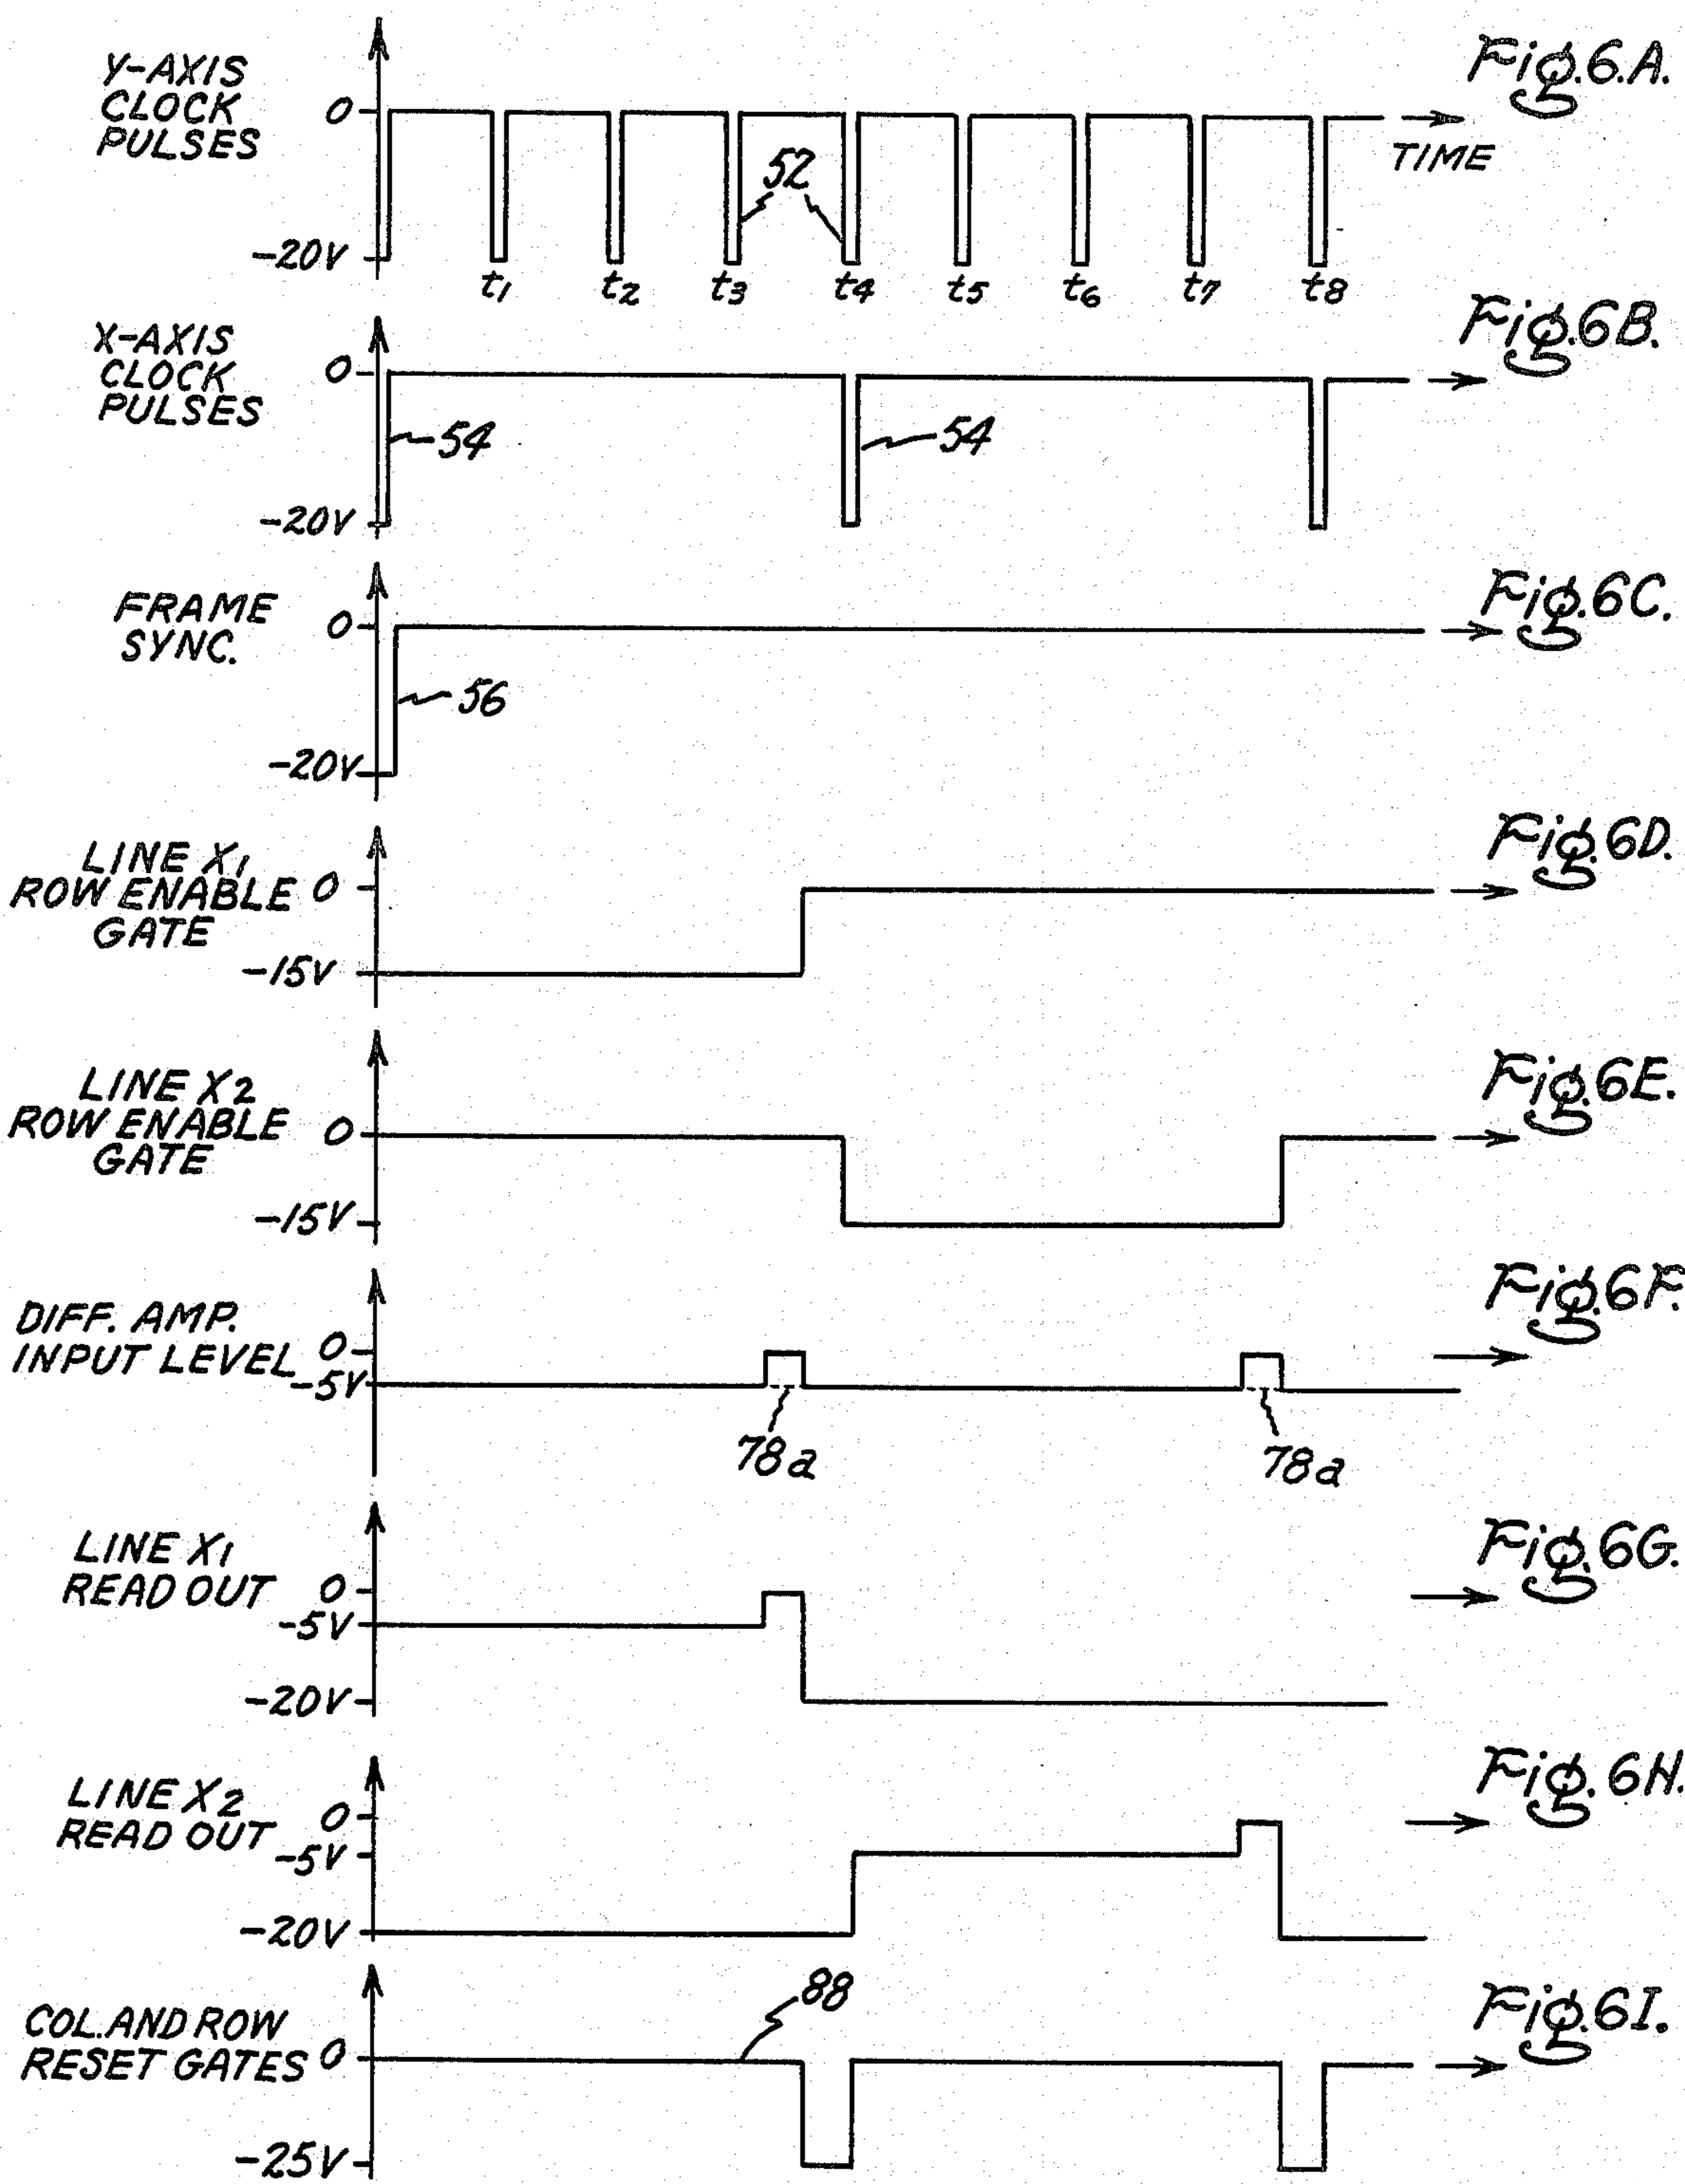 Fig.6.A.
Y-AXIS
CLOCK
PULSES
0
-20V
52
TIME
t1 t2 t3 t4 t5 t6 t7 t8
Fig.6B.
X-AXIS
CLOCK
PULSES
0
-20V
54
54
Fig.6C.
FRAME
SYNC.
0
-20V
56
Fig.6D.
LINE X1
ROW ENABLE
GATE
0
-15V
Fig.6E.
LINE X2
ROW ENABLE
GATE
0
-15V
Fig.6F.
DIFF. AMP.
INPUT LEVEL
0
-5V
78a
78a
Fig.6G.
LINE X1
READ OUT
0
-5V
-20V
Fig.6H.
LINE X2
READ OUT
0
-5V
-20V
Fig.6I.
COL.AND ROW
RESET GATES
0
-25V
88